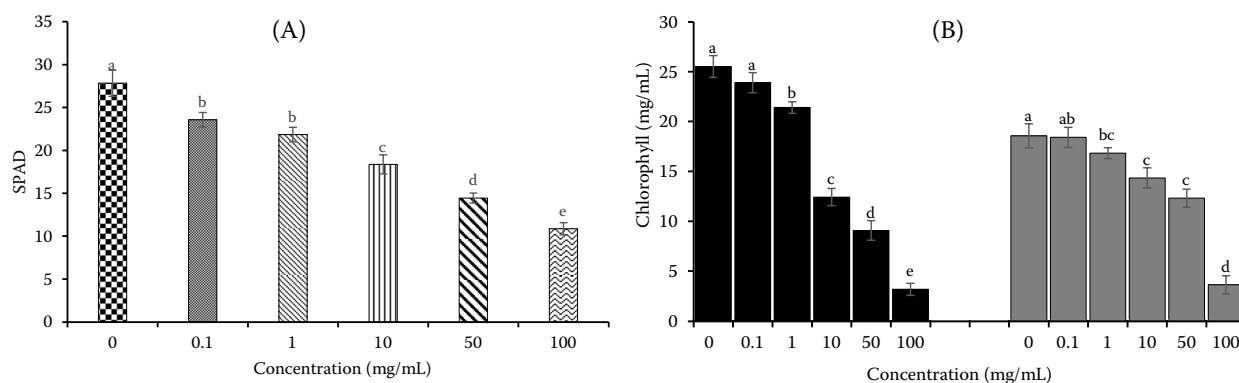 (A)
SPAD
35
30
25
20
15
10
5
0
a
b
b
c
d
e
0 0.1 1 10 50 100
Concentration (mg/mL)
(B)
Chlorophyll (mg/mL)
30
25
20
15
10
5
0
a
a
b
c
d
e
a
ab
bc
c
c
d
0 0.1 1 10 50 100 0 0.1 1 10 50 100
Concentration (mg/mL)